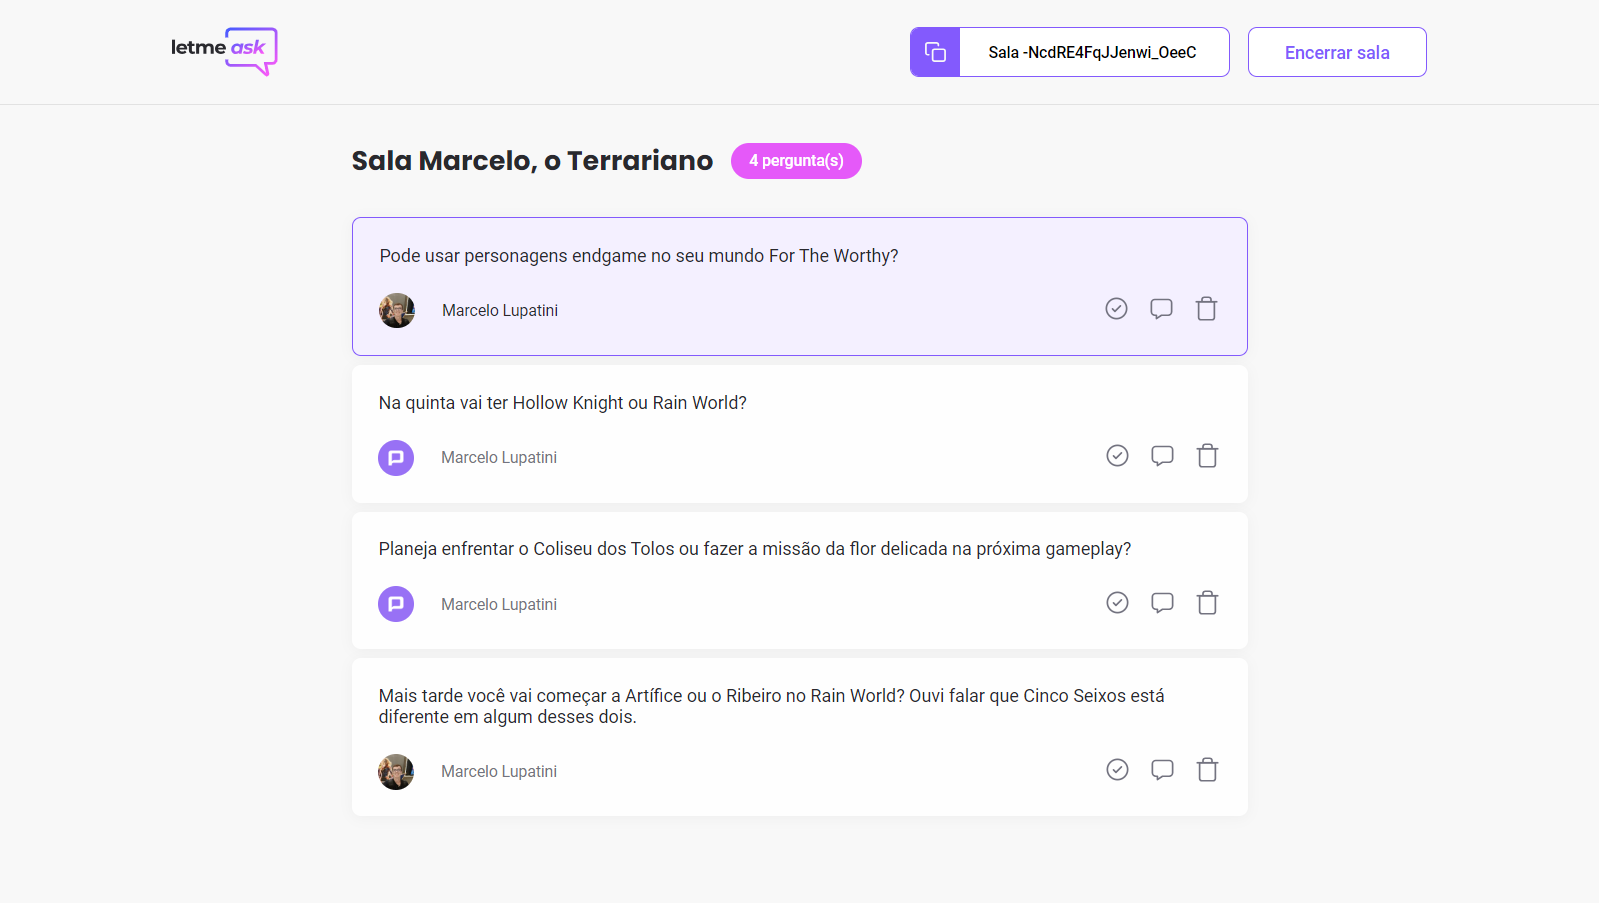 letme ask
Sala -NcdRE4FqJJenwi_OeeC
Encerrar sala
Sala Marcelo, o Terrariano
4 pergunta(s)
Pode usar personagens endgame no seu mundo For The Worthy?
Marcelo Lupatini
Na quinta vai ter Hollow Knight ou Rain World?
Marcelo Lupatini
Planeja enfrentar o Coliseu dos Tolos ou fazer a missão da flor delicada na próxima gameplay?
Marcelo Lupatini
Mais tarde você vai começar a Artífice ou o Ribeiro no Rain World? Ouvi falar que Cinco Seixos está
diferente em algum desses dois.
Marcelo Lupatini